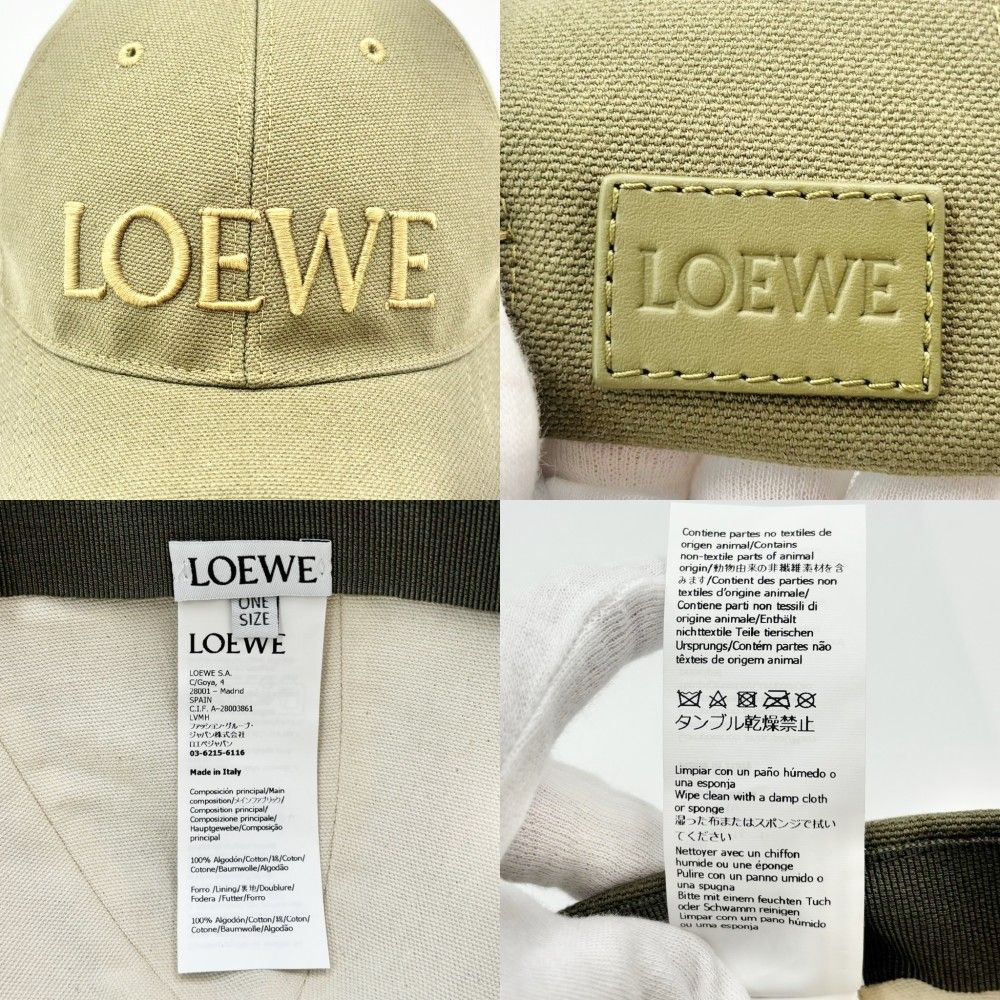 LOEWE
LOEWE
LOEWE
ONE
SIZE
LOEWE
LOEWE S.A.
C/Goya, 4
28001 – Madrid
SPAIN
C.I.F. A-28003861
LVMH
ファッション・グループ・
ジャパン株式会社
ロエベジャパン
03-6215-6116
Made in Italy
Composición principal/Main
composition/メインファブリック/
Composition principal/
Composizione principale/
Hauptgewebe/Composição
principal
100% Algodón/Cotton/綿/Coton/
Cotone/Baumwolle/Algodão
Forro /Lining/裏地/Doublure/
Fodera /Futter/Forro
100% Algodón/Cotton/綿/Coton/
Cotone/Baumwolle/Algodão
Contiene partes no textiles de
origen animal/Contains
non-textile parts of animal
origin/動物由来の非繊維素材を含
みます/Contient des parties non
textiles d'origine animale/
Contiene parti non tessili di
origine animale/Enthält
nichttextile Teile tierischen
Ursprungs/Contém partes não
têxteis de origem animal
タンブル乾燥禁止
Limpiar con un paño húmedo o
una esponja
Wipe clean with a damp cloth
or sponge
湿った布またはスポンジで拭い
てください
Nettoyer avec un chiffon
humide ou une éponge
Pulire con un panno umido o
una spugna
Bitte mit einem feuchten Tuch
oder Schwamm reinigen
Limpar com um pano húmido
ou uma esponja